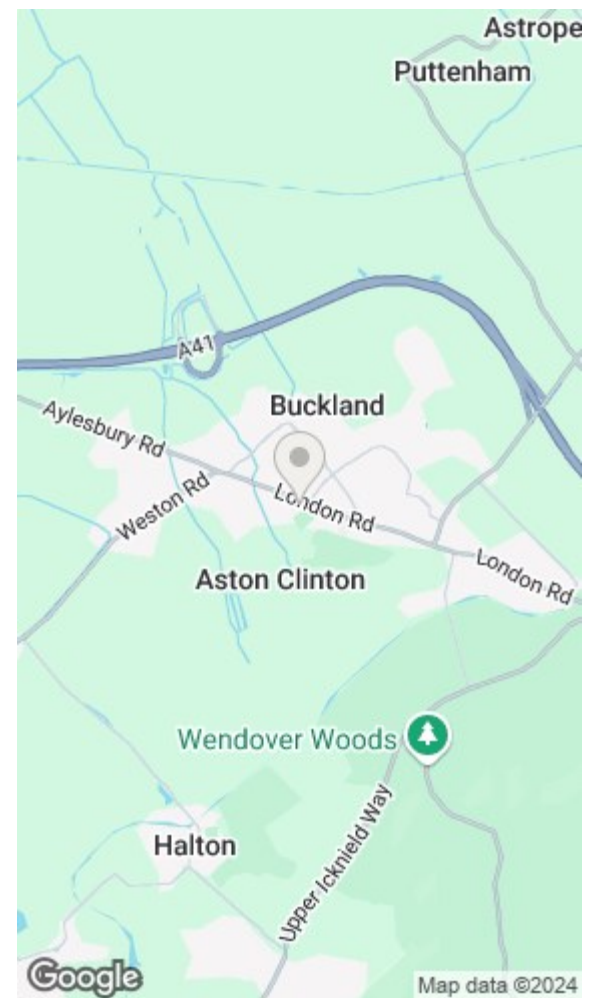 Astrope
Puttenham
A41
Buckland
Aylesbury Rd
Weston Rd
London Rd
London Rd
Aston Clinton
Wendover Woods
Upper Icknield Way
Halton
Google
Map data ©2024